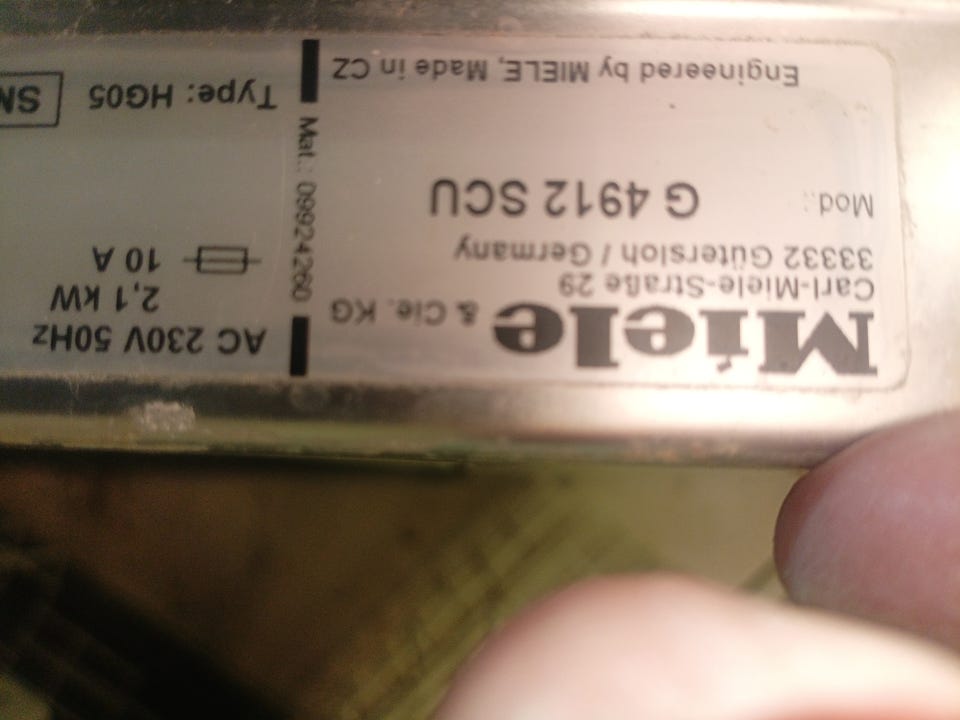 Miele & Cie. KG
Carl-Miele-Straße 29
33332 Gütersloh / Germany
Mod.: G 4912 SCU
Engineered by MIELE, Made in CZ
Mat.: 09924260
AC 230V 50Hz
2,1 kW
10 A
Type: HG05
SN